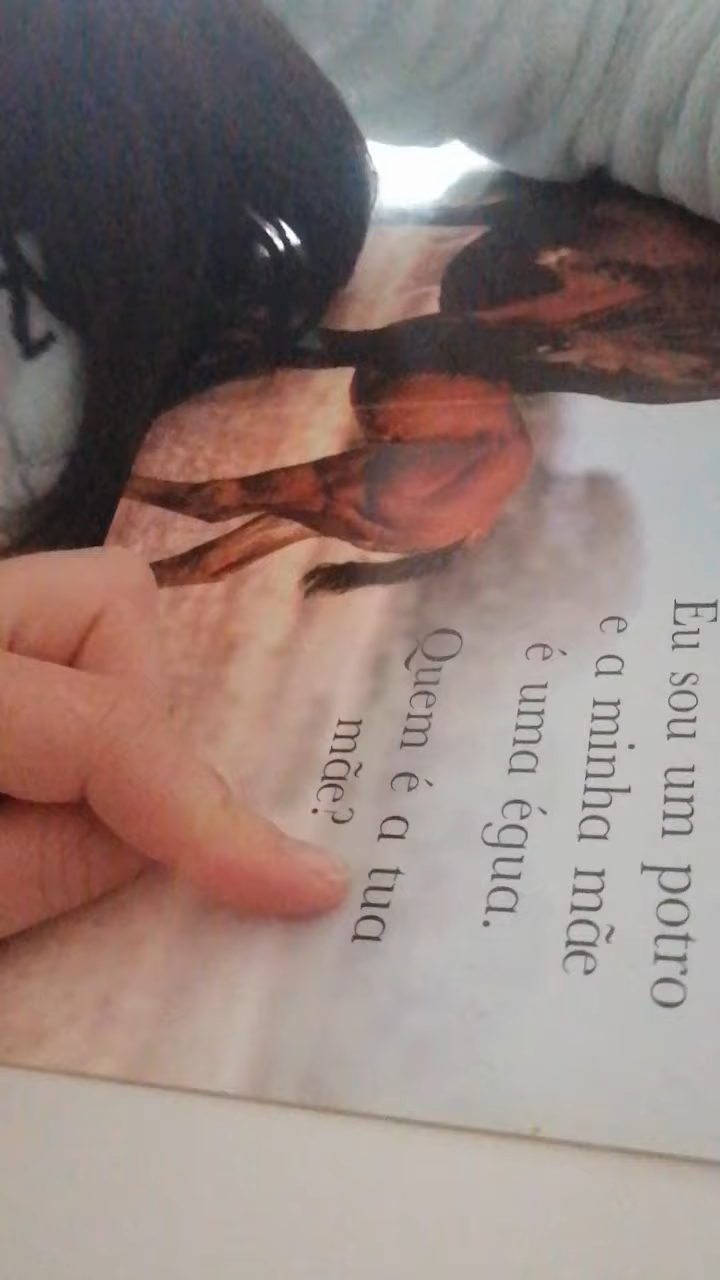 Eu sou um potro
e a minha mãe
é uma égua.
Quem é a tua
mãe?